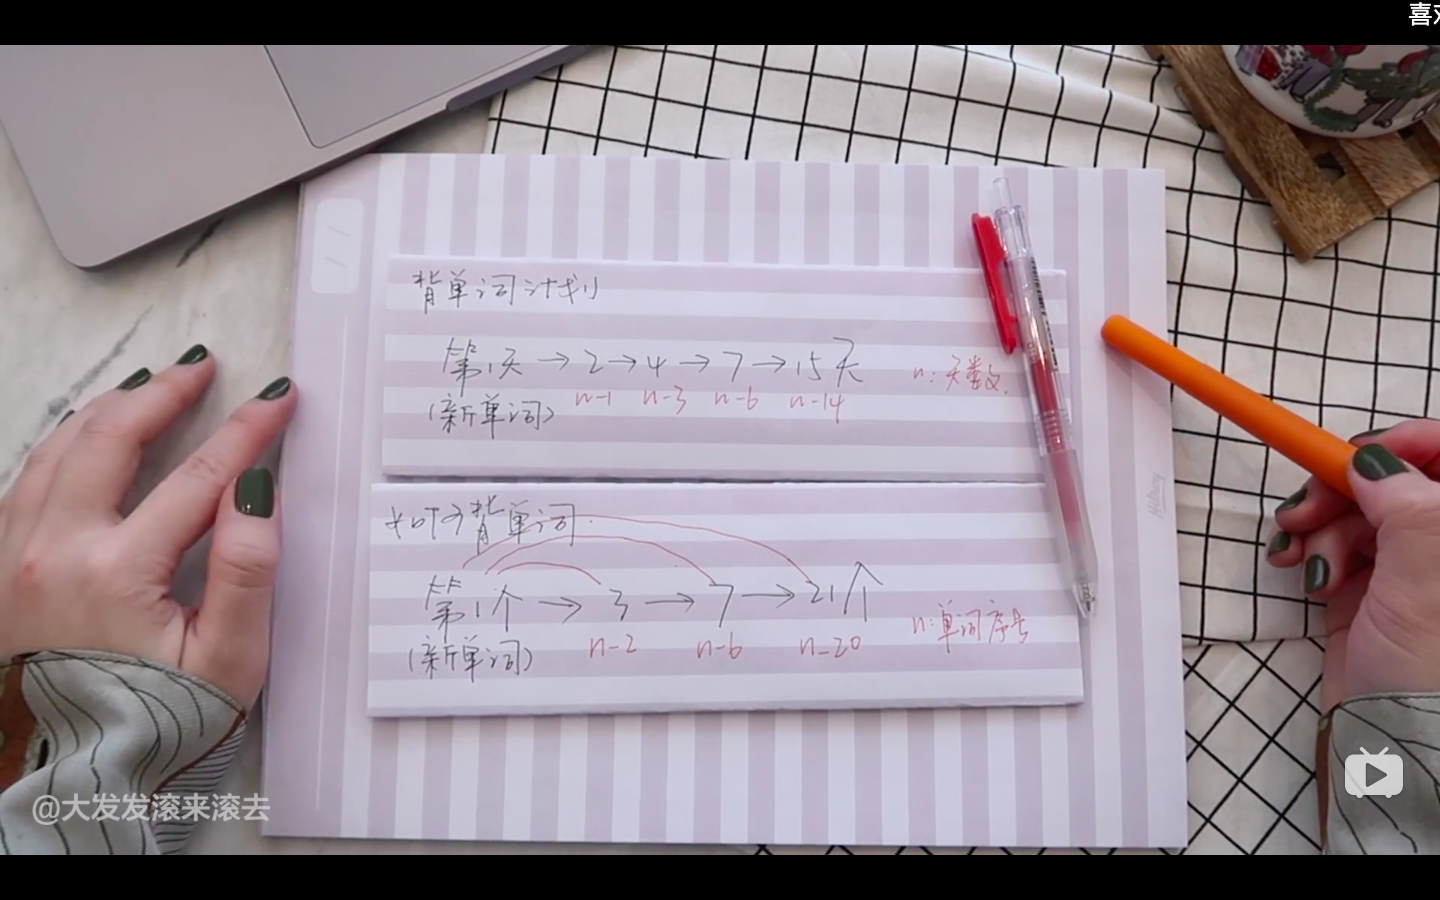 喜
背单词计划
第1天 → 2 → 4 → 7 → 15天
n: 天数.
n-1 n-3 n-6 n-14
(新单词)
如何背单词.
第1个 → 3 → 7 → 21个
n:单词序号
(新单词)
n-2 n-6 n-20
@大发发滚来滚去